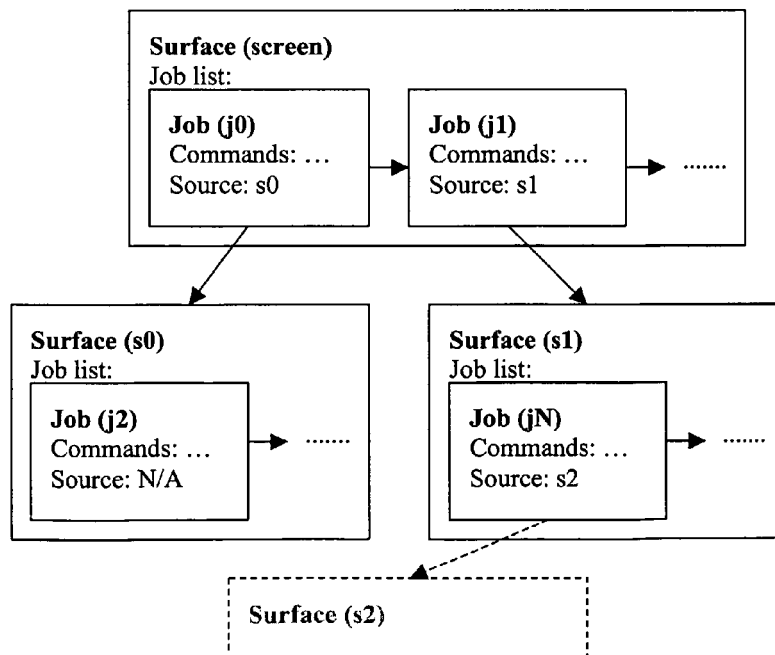 Surface (screen)
Job list:
Job (j0)
Commands: …
Source: s0
Job (j1)
Commands: …
Source: s1
.......
Surface (s0)
Job list:
Job (j2)
Commands: …
Source: N/A
.......
Surface (s1)
Job list:
Job (jN)
Commands: …
Source: s2
.......
Surface (s2)